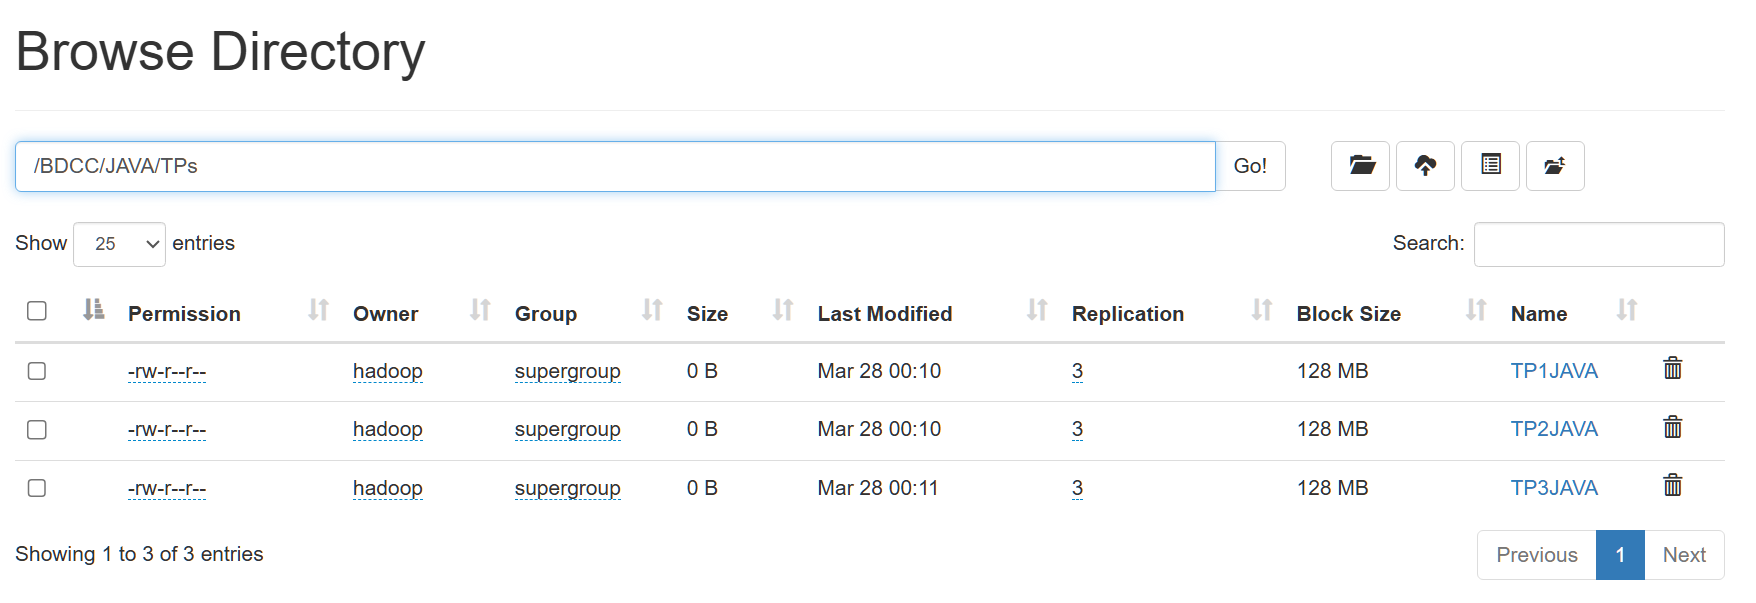 Browse Directory
/BDCC/JAVA/TPs Go!
Show 25 entries Search:
Permission Owner Group Size Last Modified Replication Block Size Name
-rw-r--r-- hadoop supergroup 0 B Mar 28 00:10 3 128 MB TP1JAVA
-rw-r--r-- hadoop supergroup 0 B Mar 28 00:10 3 128 MB TP2JAVA
-rw-r--r-- hadoop supergroup 0 B Mar 28 00:11 3 128 MB TP3JAVA
Showing 1 to 3 of 3 entries Previous 1 Next